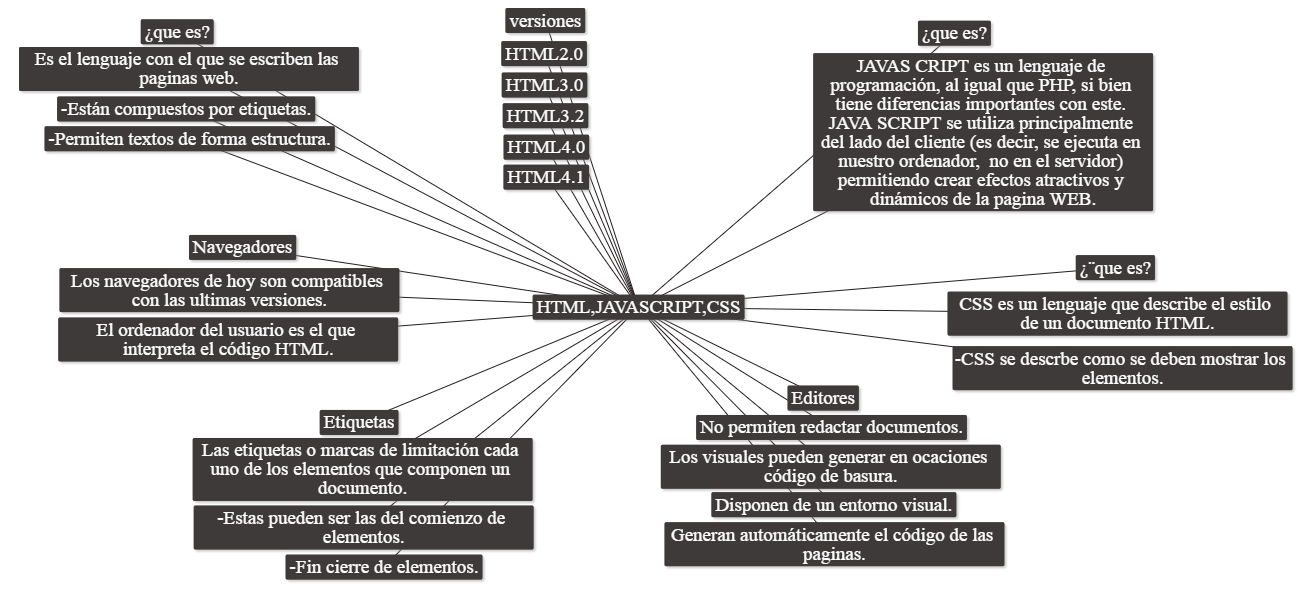 ¿que es?
Es el lenguaje con el que se escriben las
paginas web.
-Están compuestos por etiquetas.
-Permiten textos de forma estructura.
versiones
HTML2.0
HTML3.0
HTML3.2
HTML4.0
HTML4.1
¿que es?
JAVAS CRIPT es un lenguaje de
programación, al igual que PHP, si bien
tiene diferencias importantes con este.
JAVA SCRIPT se utiliza principalmente
del lado del cliente (es decir, se ejecuta en
nuestro ordenador,  no en el servidor)
permitiendo crear efectos atractivos y
dinámicos de la pagina WEB.
Navegadores
Los navegadores de hoy son compatibles
con las ultimas versiones.
El ordenador del usuario es el que
interpreta el código HTML.
HTML,JAVASCRIPT,CSS
¿¨que es?
CSS es un lenguaje que describe el estilo
de un documento HTML.
-CSS se descrbe como se deben mostrar los
elementos.
Etiquetas
Las etiquetas o marcas de limitación cada
uno de los elementos que componen un
documento.
-Estas pueden ser las del comienzo de
elementos.
-Fin cierre de elementos.
Editores
No permiten redactar documentos.
Los visuales pueden generar en ocaciones
código de basura.
Disponen de un entorno visual.
Generan automáticamente el código de las
paginas.